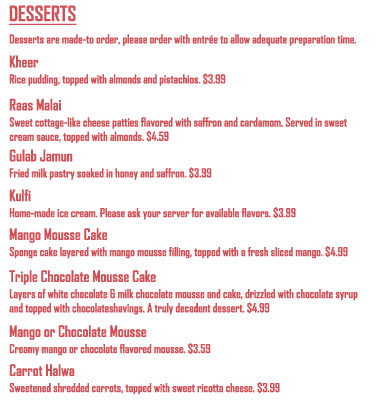 DESSERTS
Desserts are made-to order, please order with entrée to allow adequate preparation time.
Kheer
Rice pudding, topped with almonds and pistachios. $3.99
Raas Malai
Sweet cottage-like cheese patties flavored with saffron and cardamom. Served in sweet
cream sauce, topped with almonds. $4.59
Gulab Jamun
Fried milk pastry soaked in honey and saffron. $3.99
Kulfi
Home-made ice cream. Please ask your server for available flavors. $3.99
Mango Mousse Cake
Sponge cake layered with mango mousse filling, topped with a fresh sliced mango. $4.99
Triple Chocolate Mousse Cake
Layers of white chocolate & milk chocolate mousse and cake, drizzled with chocolate syrup
and topped with chocolateshavings. A truly decadent dessert. $4.99
Mango or Chocolate Mousse
Creamy mango or chocolate flavored mousse. $3.59
Carrot Halwa
Sweetened shredded carrots, topped with sweet ricotta cheese. $3.99